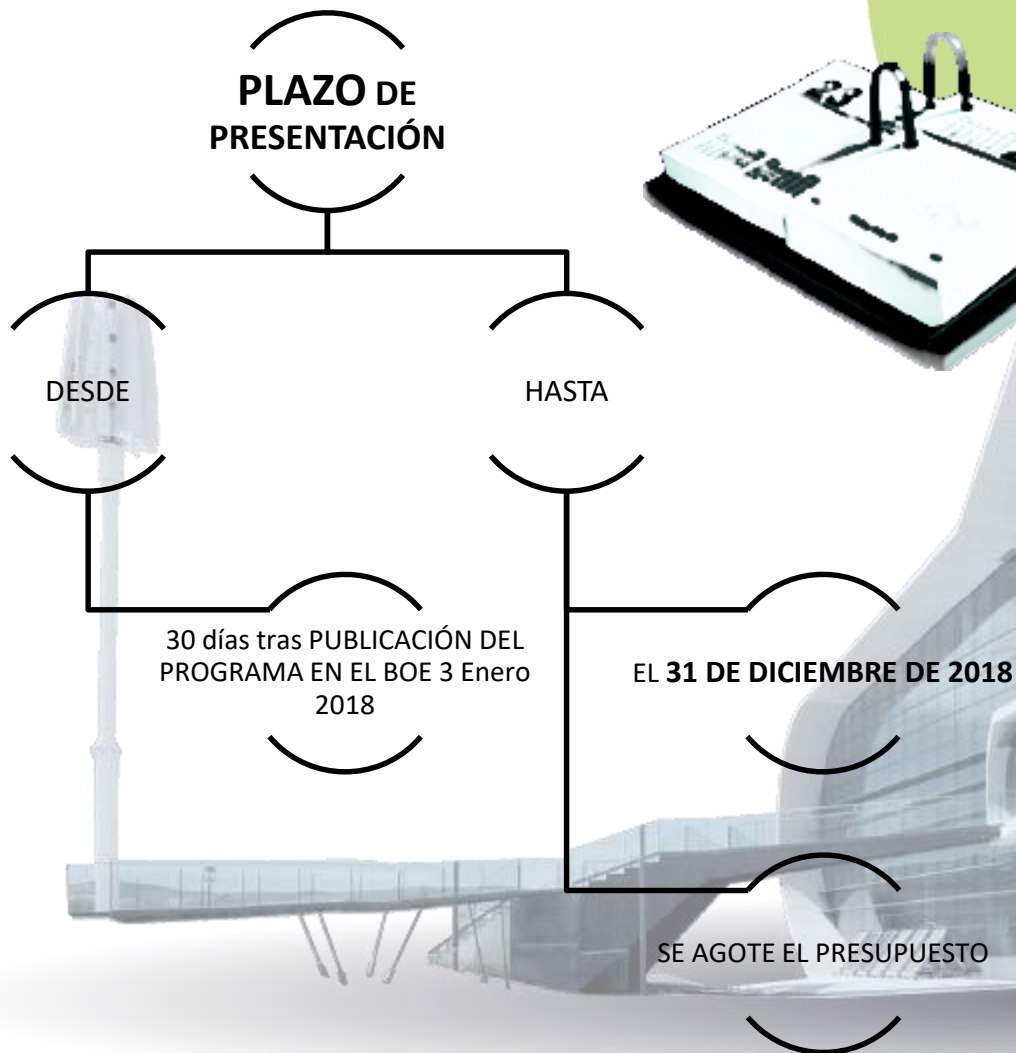 PLAZO DE
PRESENTACIÓN
DESDE
HASTA
30 días tras PUBLICACIÓN DEL
PROGRAMA EN EL BOE 3 Enero
2018
EL 31 DE DICIEMBRE DE 2018
SE AGOTE EL PRESUPUESTO
23